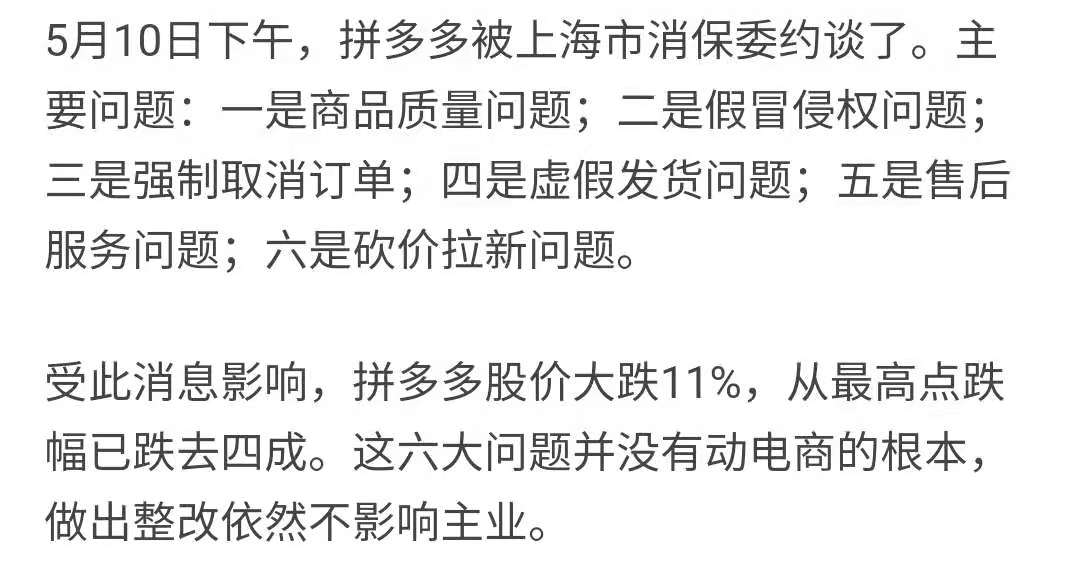 5月10日下午，拼多多被上海市消保委约谈了。主
要问题：一是商品质量问题；二是假冒侵权问题；
三是强制取消订单；四是虚假发货问题；五是售后
服务问题；六是砍价拉新问题。
受此消息影响，拼多多股价大跌11%，从最高点跌
幅已跌去四成。这六大问题并没有动电商的根本，
做出整改依然不影响主业。